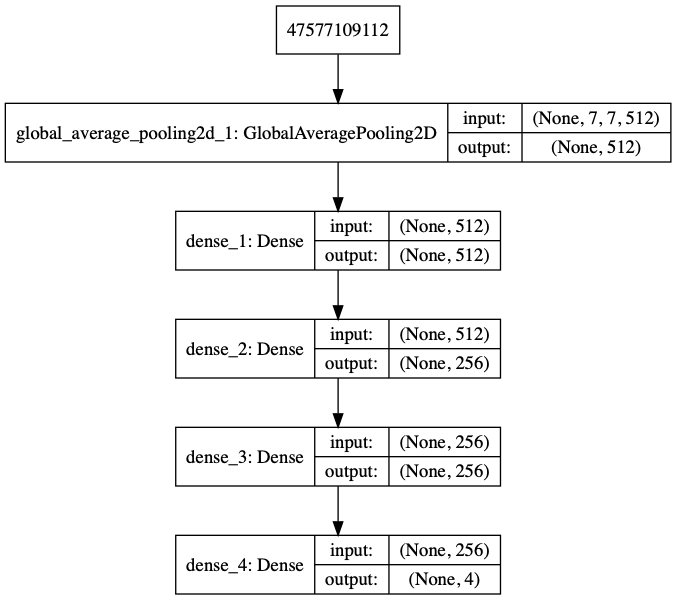 47577109112
global_average_pooling2d_1: GlobalAveragePooling2D
input: (None, 7, 7, 512)
output: (None, 512)
dense_1: Dense
input: (None, 512)
output: (None, 512)
dense_2: Dense
input: (None, 512)
output: (None, 256)
dense_3: Dense
input: (None, 256)
output: (None, 256)
dense_4: Dense
input: (None, 256)
output: (None, 4)